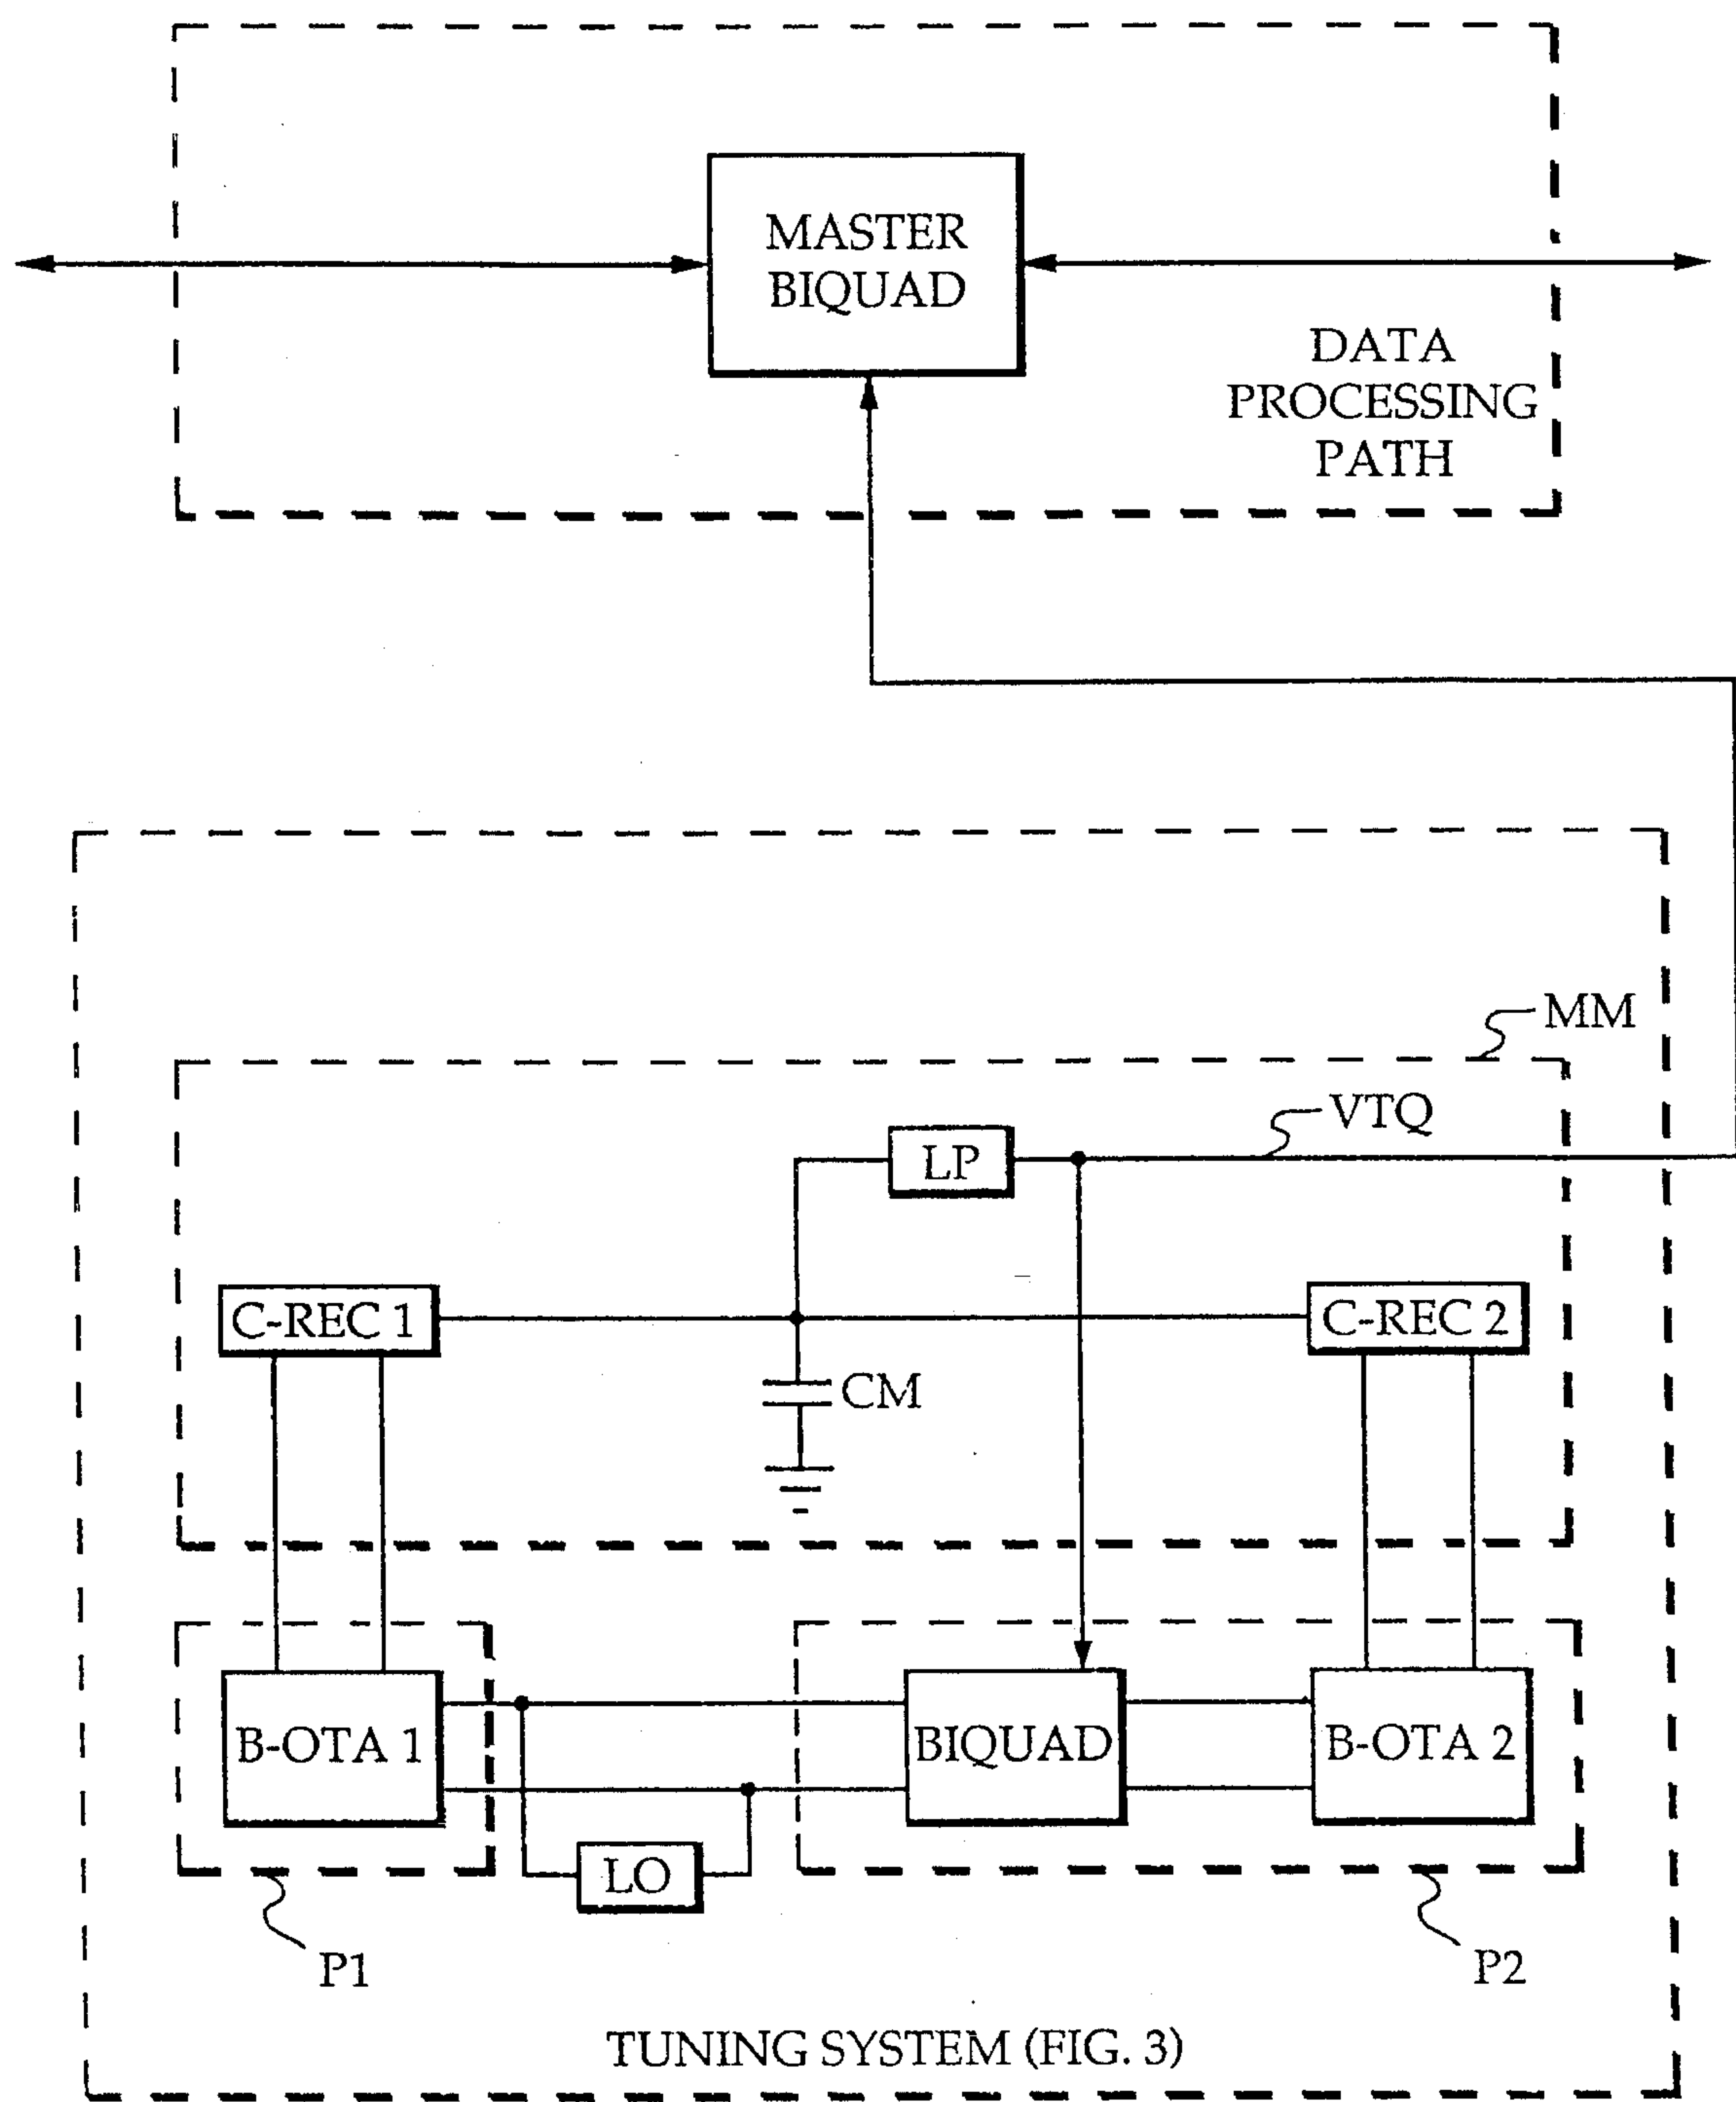 MASTER
BIQUAD
DATA
PROCESSING
PATH
MM
VTQ
LP
C-REC 1
C-REC 2
CM
B-OTA 1
BIQUAD
B-OTA 2
LO
P1
P2
TUNING SYSTEM (FIG. 3)